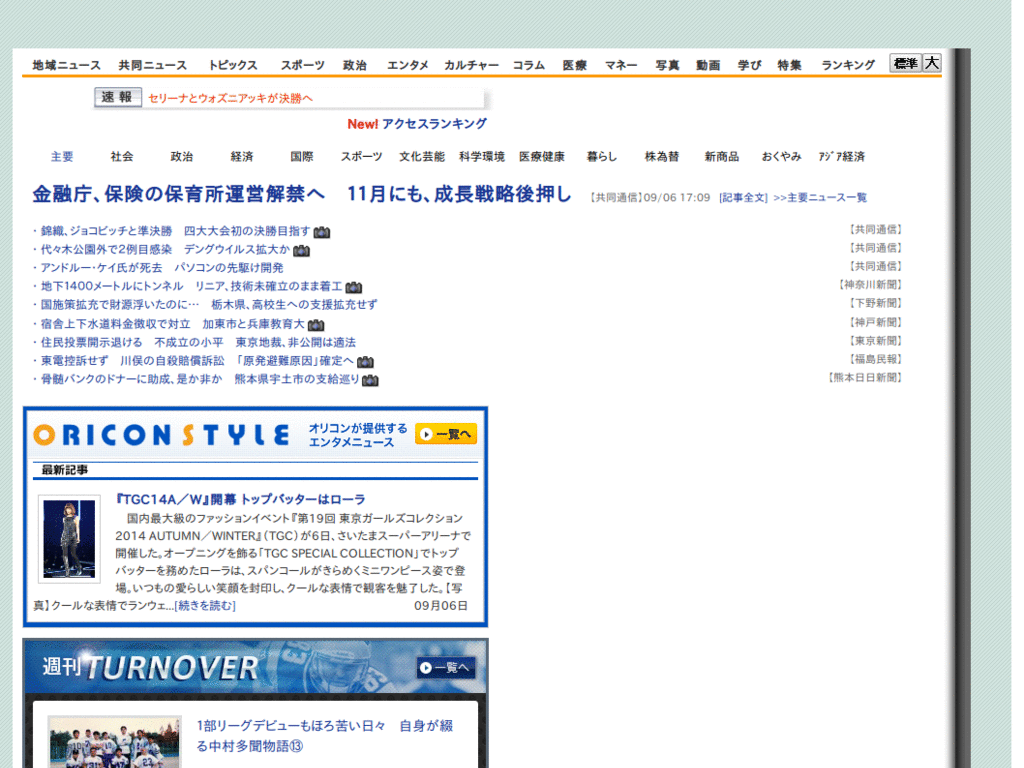 地域ニュース 共同ニュース トピックス スポーツ 政治 エンタメ カルチャー コラム 医療 マネー 写真 動画 学び 特集 ランキング 標準 大
速報 セリーナとウォズニアッキが決勝へ
New! アクセスランキング
主要 社会 政治 経済 国際 スポーツ 文化芸能 科学環境 医療健康 暮らし 株為替 新商品 おくやみ アジア経済
金融庁、保険の保育所運営解禁へ 11月にも、成長戦略後押し 【共同通信】09/06 17:09 [記事全文] >>主要ニュース一覧
・錦織、ジョコビッチと準決勝 四大大会初の決勝目指す 【共同通信】
・代々木公園外で2例目感染 デングウイルス拡大か 【共同通信】
・アンドルー・ケイ氏が死去 パソコンの先駆け開発 【共同通信】
・地下1400メートルにトンネル リニア、技術未確立のまま着工 【神奈川新聞】
・国施策拡充で財源浮いたのに… 栃木県、高校生への支援拡充せず 【下野新聞】
・宿舎上下水道料金徴収で対立 加東市と兵庫教育大 【神戸新聞】
・住民投票開示退ける 不成立の小平 東京地裁、非公開は適法 【東京新聞】
・東電控訴せず 川俣の自殺賠償訴訟 「原発避難原因」確定へ 【福島民報】
・骨髄バンクのドナーに助成、是か非か 熊本県宇土市の支給巡り 【熊本日日新聞】
ORICON STYLE オリコンが提供する
エンタメニュース 一覧へ
最新記事
『TGC14A/W』開幕 トップバッターはローラ
国内最大級のファッションイベント『第19回 東京ガールズコレクション
2014 AUTUMN/WINTER』(TGC)が6日、さいたまスーパーアリーナで
開催した。オープニングを飾る「TGC SPECIAL COLLECTION」でトップ
バッターを務めたローラは、スパンコールがきらめくミニワンピース姿で登
場。いつもの愛らしい笑顔を封印し、クールな表情で観客を魅了した。【写
真】クールな表情でランウェ...[続きを読む] 09月06日
週刊TURNOVER 一覧へ
1部リーグデビューもほろ苦い日々 自身が綴
る中村多聞物語⑬